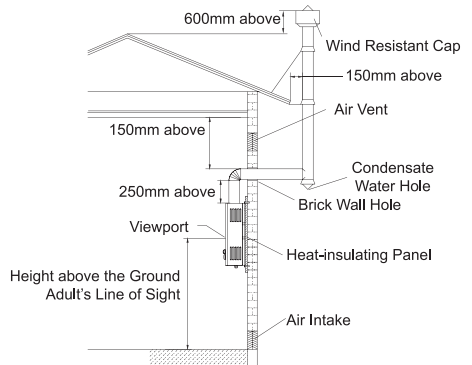 600mm above
Wind Resistant Cap
150mm above
Air Vent
150mm above
Condensate
Water Hole
Brick Wall Hole
250mm above
Viewport
Heat-insulating Panel
Height above the Ground
Adult's Line of Sight
Air Intake